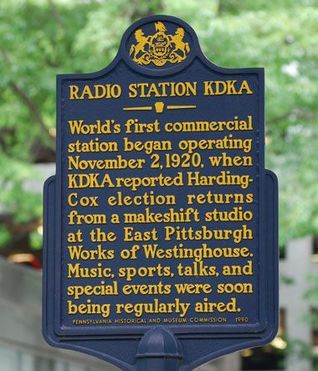 RADIO STATION KDKA
World's first commercial
station began operating
November 2, 1920, when
KDKA reported Harding-
Cox election returns
from a makeshift studio
at the East Pittsburgh
Works of Westinghouse.
Music, sports, talks, and
special events were soon
being regularly aired.
PENNSYLVANIA HISTORICAL AND MUSEUM COMMISSION 1990